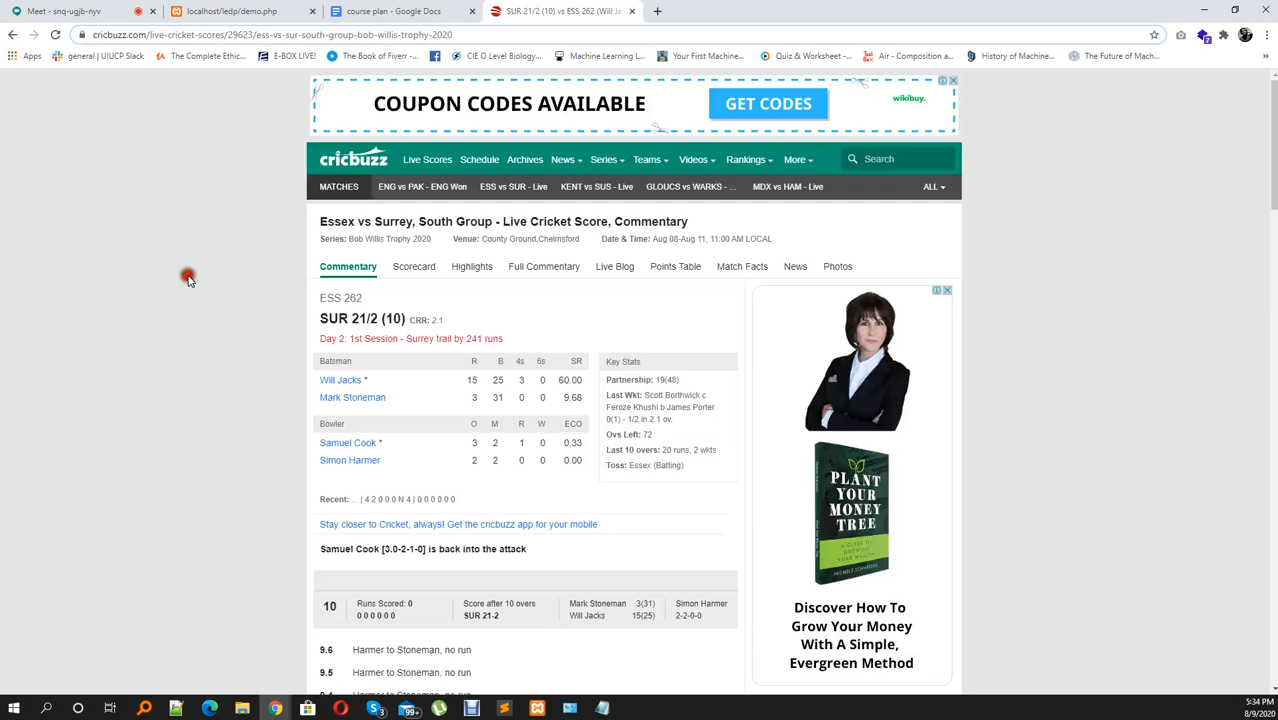 Meet - snq-ugjb-nyv
localhost/ledp/demo.php
course plan - Google Docs
SUR 21/2 (10) vs ESS 262 (Will Ja
cricbuzz.com/live-cricket-scores/29623/ess-vs-sur-south-group-bob-willis-trophy-2020
Apps general | UIUCP Slack The Complete Ethic... E-BOX LIVE! The Book of Fiverr -... Facebook CIE O Level Biology... Machine Learning L... Your First Machine... Quiz & Worksheet -... Air - Composition a... History of Machine... The Future of Mach...
COUPON CODES AVAILABLE GET CODES wikibuy.
cricbuzz Live Scores Schedule Archives News Series Teams Videos Rankings More Search
MATCHES ENG vs PAK - ENG Won ESS vs SUR - Live KENT vs SUS - Live GLOUCS vs WARKS - ... MDX vs HAM - Live ALL
Essex vs Surrey, South Group - Live Cricket Score, Commentary
Series: Bob Willis Trophy 2020 Venue: County Ground,Chelmsford Date & Time: Aug 08-Aug 11, 11:00 AM LOCAL
Commentary Scorecard Highlights Full Commentary Live Blog Points Table Match Facts News Photos
ESS 262
SUR 21/2 (10) CRR: 2.1
Day 2: 1st Session - Surrey trail by 241 runs
Batsman R B 4s 6s SR
Will Jacks * 15 25 3 0 60.00
Mark Stoneman 3 31 0 0 9.68
Bowler O M R W ECO
Samuel Cook * 3 2 1 0 0.33
Simon Harmer 2 2 0 0 0.00
Key Stats
Partnership: 19(48)
Last Wkt: Scott Borthwick c
Feroze Khushi b James Porter
0(1) - 1/2 in 2.1 ov.
Ovs Left: 72
Last 10 overs: 20 runs, 2 wkts
Toss: Essex (Batting)
Recent: ... | 4 2 0 0 0 N 4 | 0 0 0 0 0 0
Stay closer to Cricket, always! Get the cricbuzz app for your mobile
Samuel Cook [3.0-2-1-0] is back into the attack
10 Runs Scored: 0 Score after 10 overs Mark Stoneman 3(31) Simon Harmer
0 0 0 0 0 0 SUR 21-2 Will Jacks 15(25) 2-2-0-0
9.6 Harmer to Stoneman, no run
9.5 Harmer to Stoneman, no run
PLANT
YOUR
MONEY
TREE
Discover How To
Grow Your Money
With A Simple,
Evergreen Method
7
3
99+
5:34 PM
8/9/2020